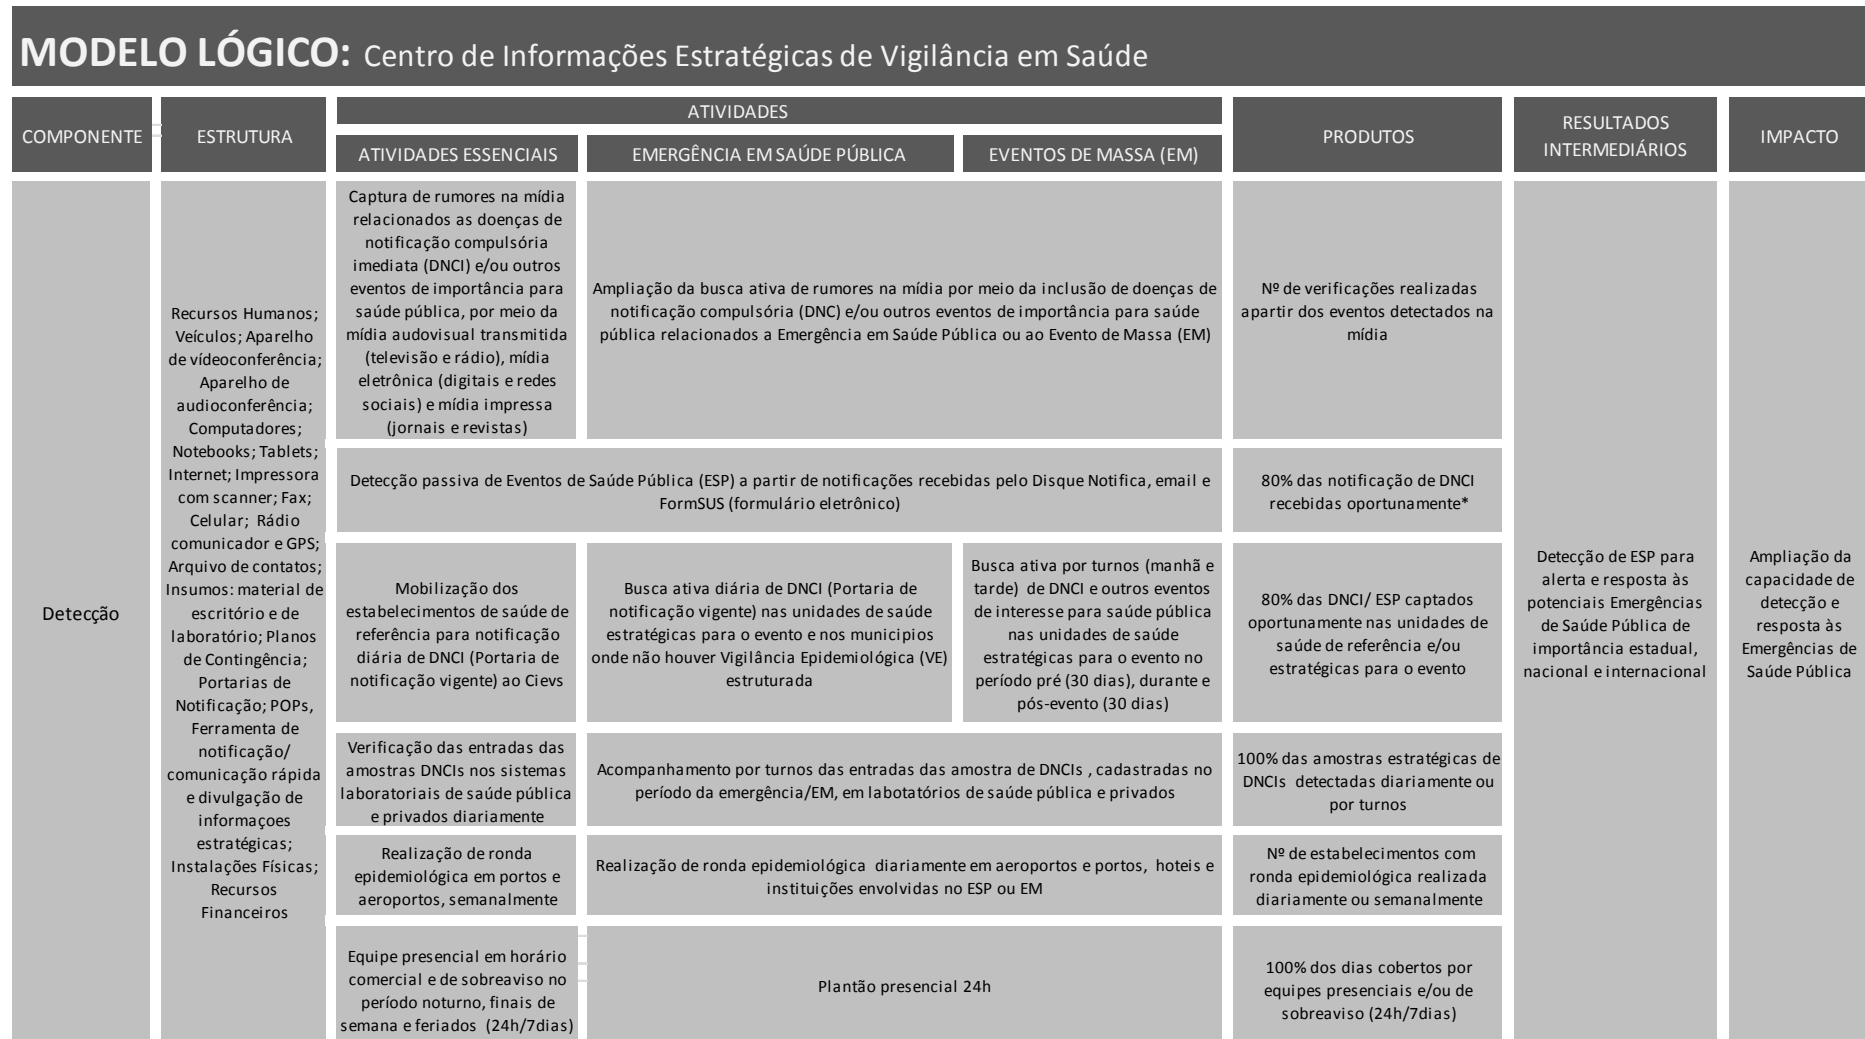 MODELO LÓGICO: Centro de Informações Estratégicas de Vigilância em Saúde
COMPONENTE
ESTRUTURA
ATIVIDADES
ATIVIDADES ESSENCIAIS
EMERGÊNCIA EM SAÚDE PÚBLICA
EVENTOS DE MASSA (EM)
PRODUTOS
RESULTADOS
INTERMEDIÁRIOS
IMPACTO
Detecção
Recursos Humanos;
Veículos; Aparelho
de vídeoconferência;
Aparelho de
audioconferência;
Computadores;
Notebooks; Tablets;
Internet; Impressora
com scanner; Fax;
Celular; Rádio
comunicador e GPS;
Arquivo de contatos;
Insumos: material de
escritório e de
laboratório; Planos
de Contingência;
Portarias de
Notificação; POPs,
Ferramenta de
notificação/
comunicação rápida
e divulgação de
informaçoes
estratégicas;
Instalações Físicas;
Recursos
Financeiros
Captura de rumores na mídia
relacionados as doenças de
notificação compulsória
imediata (DNCI) e/ou outros
eventos de importância para
saúde pública, por meio da
mídia audovisual transmitida
(televisão e rádio), mídia
eletrônica (digitais e redes
sociais) e mídia impressa
(jornais e revistas)
Ampliação da busca ativa de rumores na mídia por meio da inclusão de doenças de
notificação compulsória (DNC) e/ou outros eventos de importância para saúde
pública relacionados a Emergência em Saúde Pública ou ao Evento de Massa (EM)
Nº de verificações realizadas
apartir dos eventos detectados na
mídia
Detecção passiva de Eventos de Saúde Pública (ESP) a partir de notificações recebidas pelo Disque Notifica, email e
FormSUS (formulário eletrônico)
80% das notificação de DNCI
recebidas oportunamente*
Mobilização dos
estabelecimentos de saúde de
referência para notificação
diária de DNCI (Portaria de
notificação vigente) ao Cievs
Busca ativa diária de DNCI (Portaria de
notificação vigente) nas unidades de saúde
estratégicas para o evento e nos municipios
onde não houver Vigilância Epidemiológica (VE)
estruturada
Busca ativa por turnos (manhã e
tarde) de DNCI e outros eventos
de interesse para saúde pública
nas unidades de saúde
estratégicas para o evento no
período pré (30 dias), durante e
pós-evento (30 dias)
80% das DNCI/ ESP captados
oportunamente nas unidades de
saúde de referência e/ou
estratégicas para o evento
Verificação das entradas das
amostras DNCIs nos sistemas
laboratoriais de saúde pública
e privados diariamente
Acompanhamento por turnos das entradas das amostra de DNCIs , cadastradas no
período da emergência/EM, em labotatórios de saúde pública e privados
100% das amostras estratégicas de
DNCIs detectadas diariamente ou
por turnos
Realização de ronda
epidemiológica em portos e
aeroportos, semanalmente
Realização de ronda epidemiológica diariamente em aeroportos e portos, hoteis e
instituições envolvidas no ESP ou EM
Nº de estabelecimentos com
ronda epidemiológica realizada
diariamente ou semanalmente
Equipe presencial em horário
comercial e de sobreaviso no
período noturno, finais de
semana e feriados (24h/7dias)
Plantão presencial 24h
100% dos dias cobertos por
equipes presenciais e/ou de
sobreaviso (24h/7dias)
Detecção de ESP para
alerta e resposta às
potenciais Emergências
de Saúde Pública de
importância estadual,
nacional e internacional
Ampliação da
capacidade de
detecção e
resposta às
Emergências de
Saúde Pública